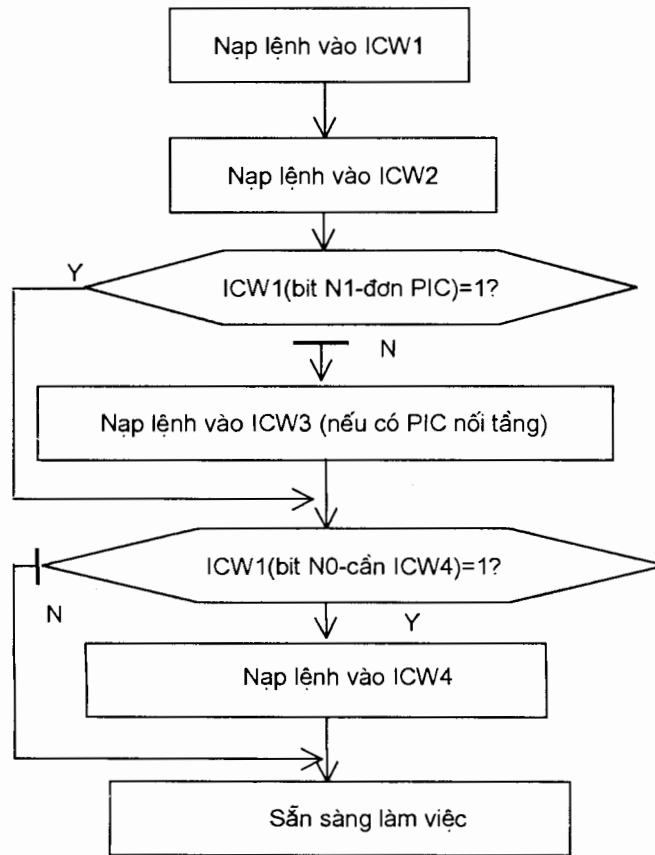 Nạp lệnh vào ICW1
Nạp lệnh vào ICW2
Y
ICW1(bit N1-đơn PIC)=1?
N
Nạp lệnh vào ICW3 (nếu có PIC nối tầng)
ICW1(bit N0-cần ICW4)=1?
N
Y
Nạp lệnh vào ICW4
Sẵn sàng làm việc